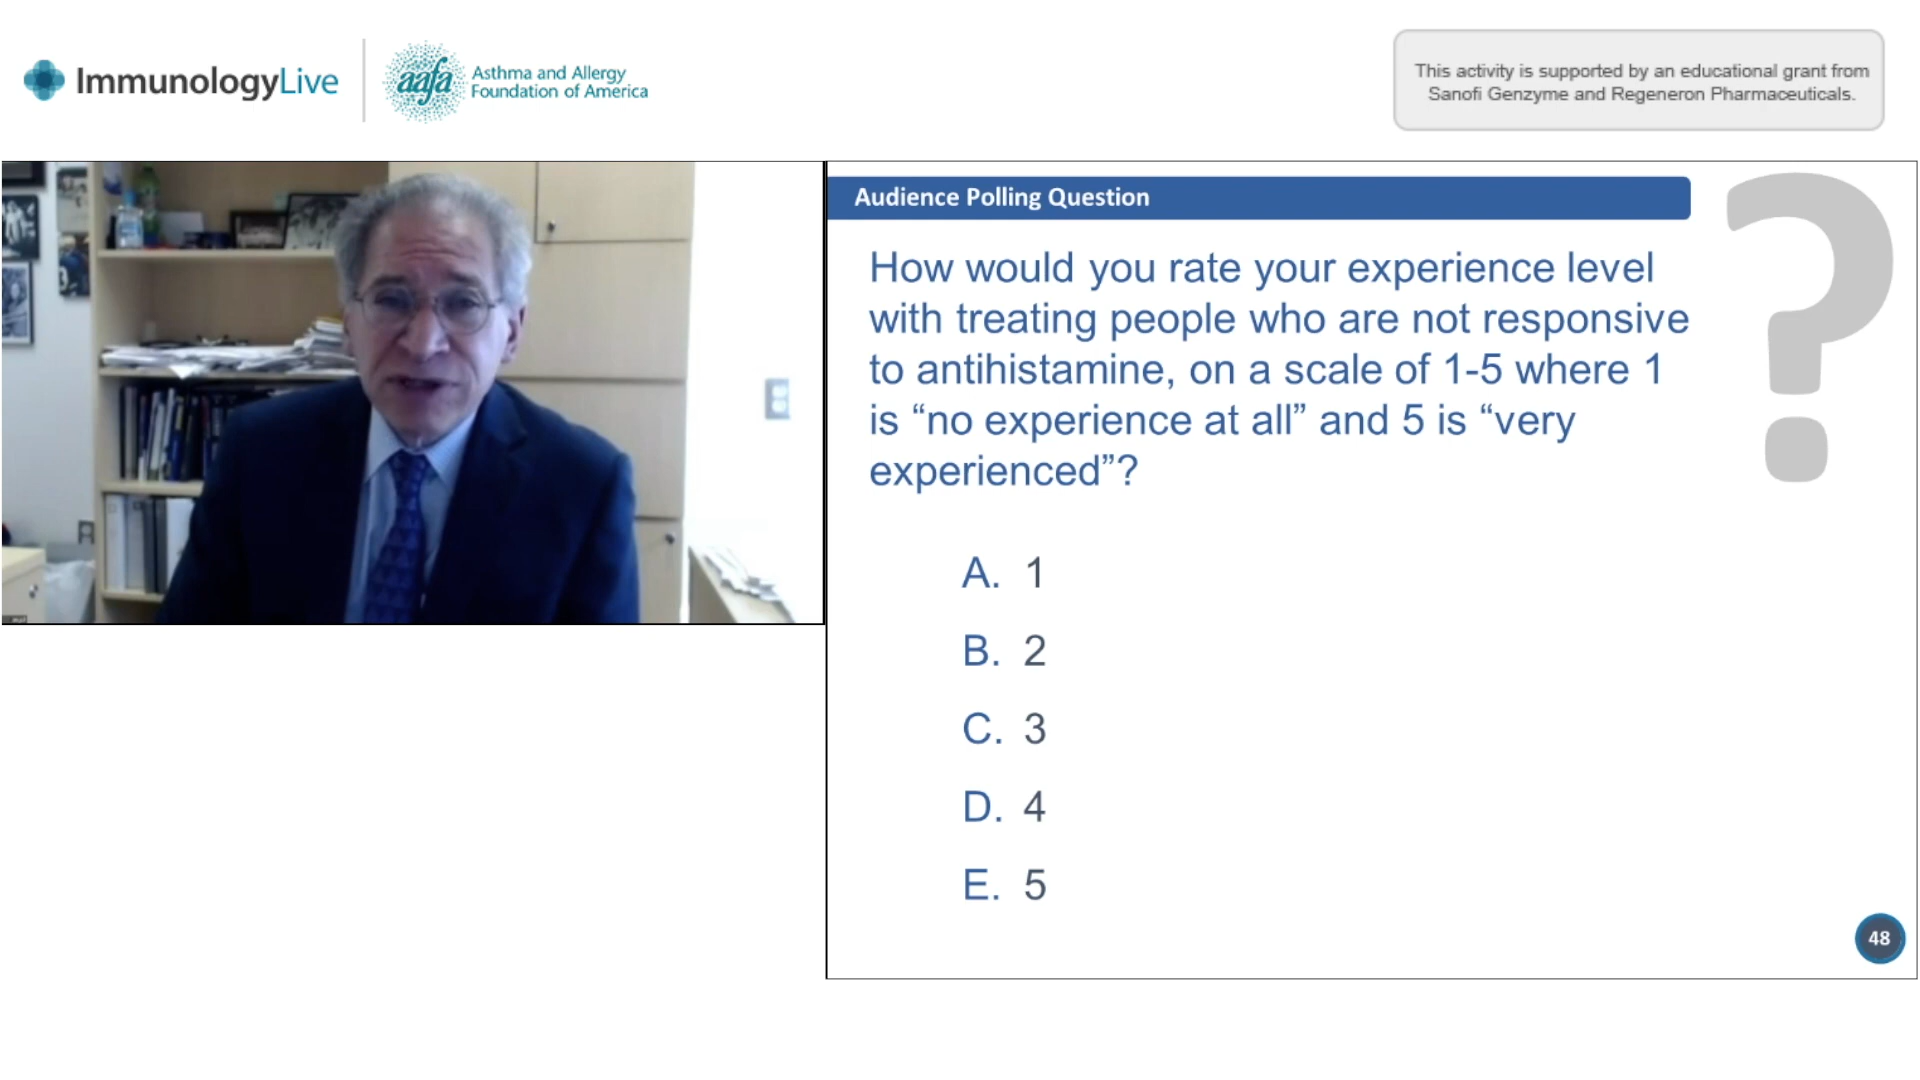 ImmunologyLive
aafa
Asthma and Allergy
Foundation of America
This activity is supported by an educational grant from
Sanofi Genzyme and Regeneron Pharmaceuticals.
Audience Polling Question
How would you rate your experience level
with treating people who are not responsive
to antihistamine, on a scale of 1-5 where 1
is “no experience at all” and 5 is “very
experienced”?
?
A. 1
B. 2
C. 3
D. 4
E. 5
48